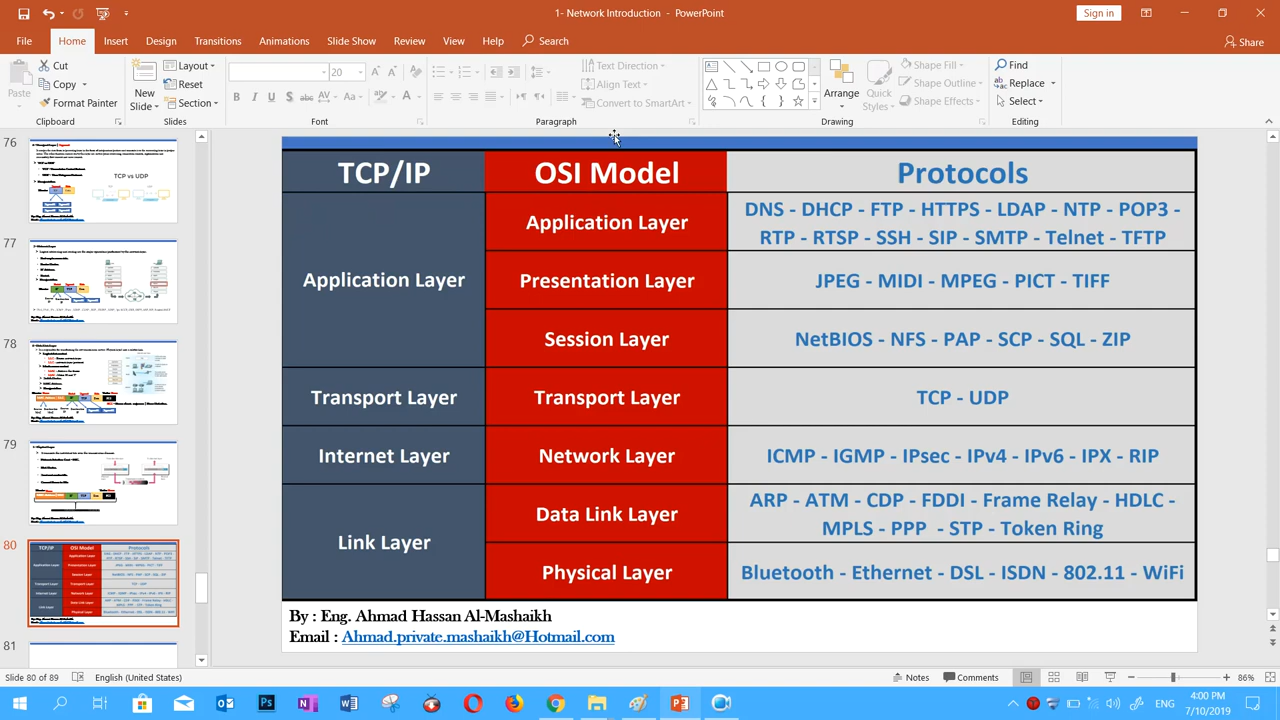 1- Network Introduction - PowerPoint
Sign in
File Home Insert Design Slide Show Transitions Animations Review View Help Search Share
Paste
Cut
Copy
Format Painter
Clipboard
New Slide
Layout
Reset
Section
Slides
20
Font
Text Direction
Align Text
Convert to SmartArt
Paragraph
Arrange
Quick Styles
Shape Fill
Shape Outline
Shape Effects
Drawing
Find
Replace
Select
Editing
76
TCP vs UDP
77
78
79
80
81
TCP/IP OSI Model Protocols
Application Layer
Application Layer
DNS - DHCP - FTP - HTTPS - LDAP - NTP - POP3 -
RTP - RTSP - SSH - SIP - SMTP - Telnet - TFTP
Presentation Layer
JPEG - MIDI - MPEG - PICT - TIFF
Session Layer
NetBIOS - NFS - PAP - SCP - SQL - ZIP
Transport Layer Transport Layer TCP - UDP
Internet Layer Network Layer ICMP - IGMP - IPsec - IPv4 - IPv6 - IPX - RIP
Link Layer
Data Link Layer
ARP - ATM - CDP - FDDI - Frame Relay - HDLC -
MPLS - PPP - STP - Token Ring
Physical Layer
Bluetooth - Ethernet - DSL - ISDN - 802.11 - WiFi
By : Eng. Ahmad Hassan Al-Mashaikh
Email : Ahmad.private.mashaikh@Hotmail.com
Slide 80 of 89 English (United States) Notes Comments 86%
ENG
4:00 PM
7/10/2019